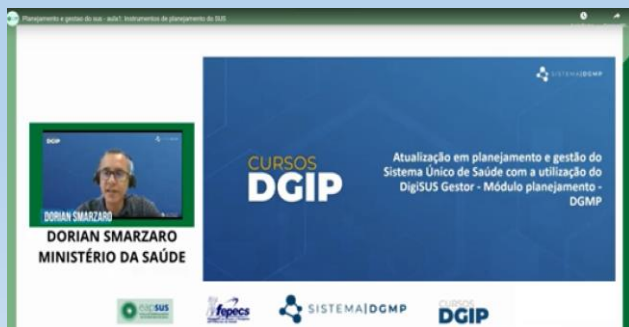 Planejamento e gestao do sus - aula1: Instrumentos de planejamento do SUS
SISTEMA|DGMP
DGIP
DORIAN SMARZARO
DORIAN SMARZARO
MINISTÉRIO DA SAÚDE
CURSOS
DGIP
Atualização em planejamento e gestão do
Sistema Único de Saúde com a utilização do
DigiSUS Gestor - Módulo planejamento -
DGMP
eapsus
fepecs
SISTEMA|DGMP
CURSOS
DGIP